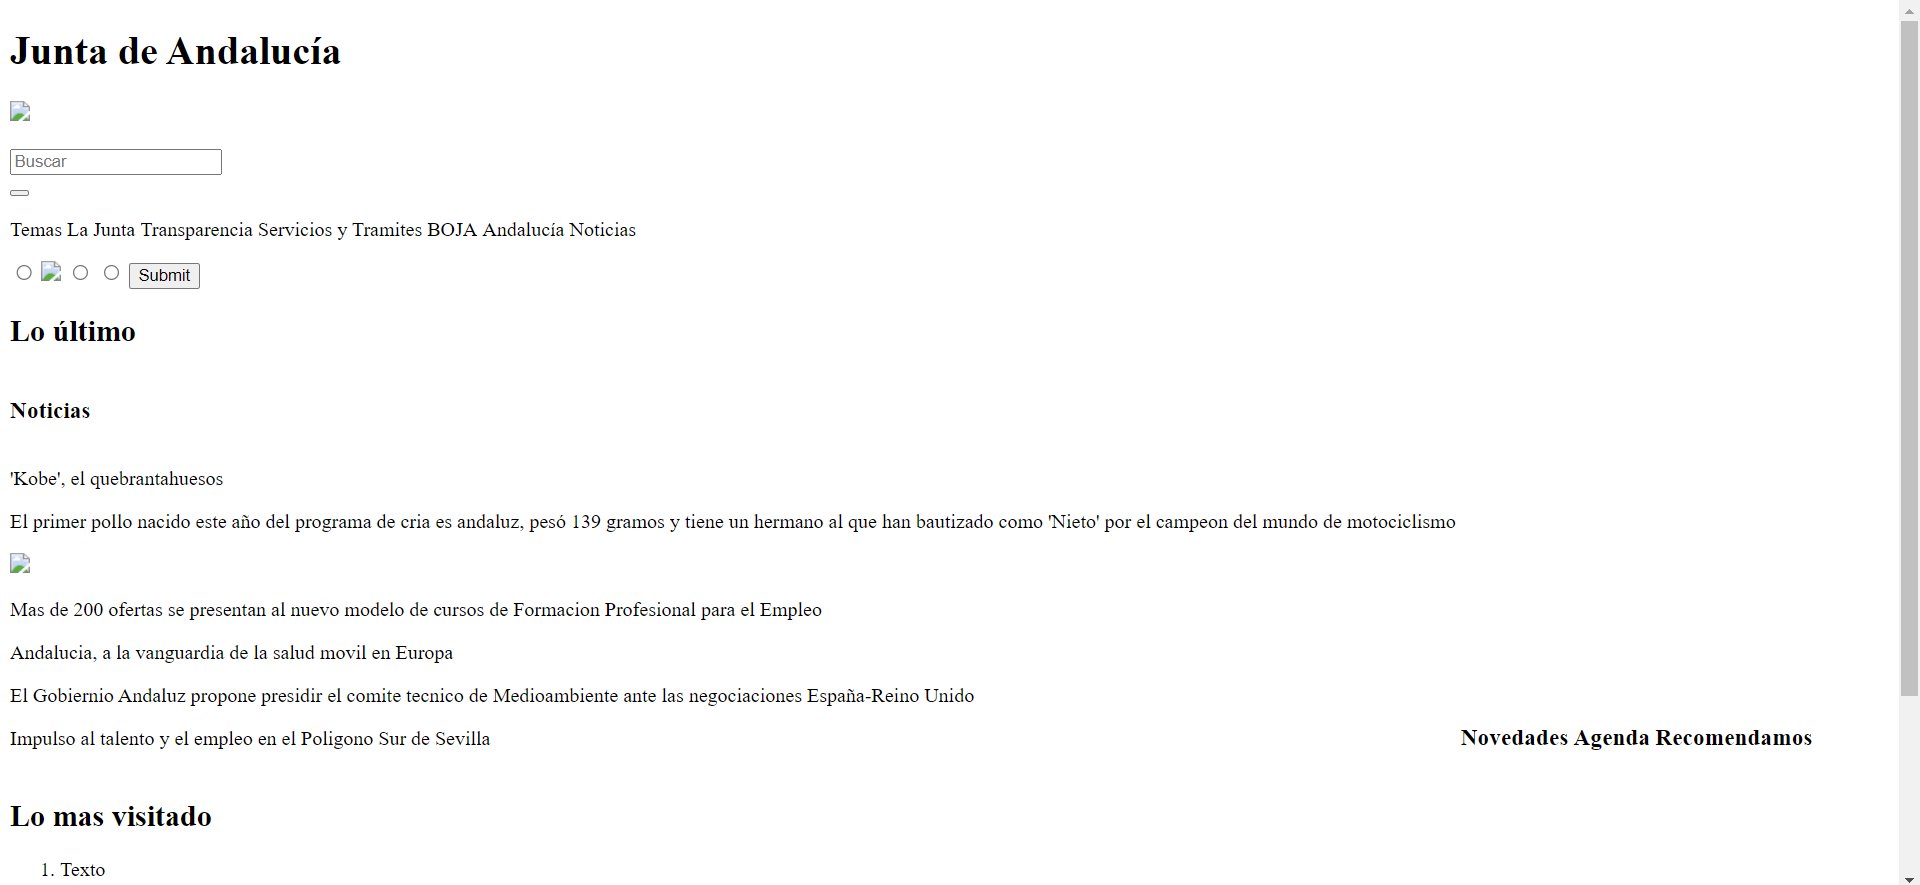 Junta de Andalucía
Buscar
Temas La Junta Transparencia Servicios y Tramites BOJA Andalucía Noticias
Submit
Lo último
Noticias
'Kobe', el quebrantahuesos
El primer pollo nacido este año del programa de cria es andaluz, pesó 139 gramos y tiene un hermano al que han bautizado como 'Nieto' por el campeon del mundo de motociclismo
Mas de 200 ofertas se presentan al nuevo modelo de cursos de Formacion Profesional para el Empleo
Andalucia, a la vanguardia de la salud movil en Europa
El Gobiernio Andaluz propone presidir el comite tecnico de Medioambiente ante las negociaciones España-Reino Unido
Impulso al talento y el empleo en el Poligono Sur de Sevilla
Novedades Agenda Recomendamos
Lo mas visitado
1. Texto